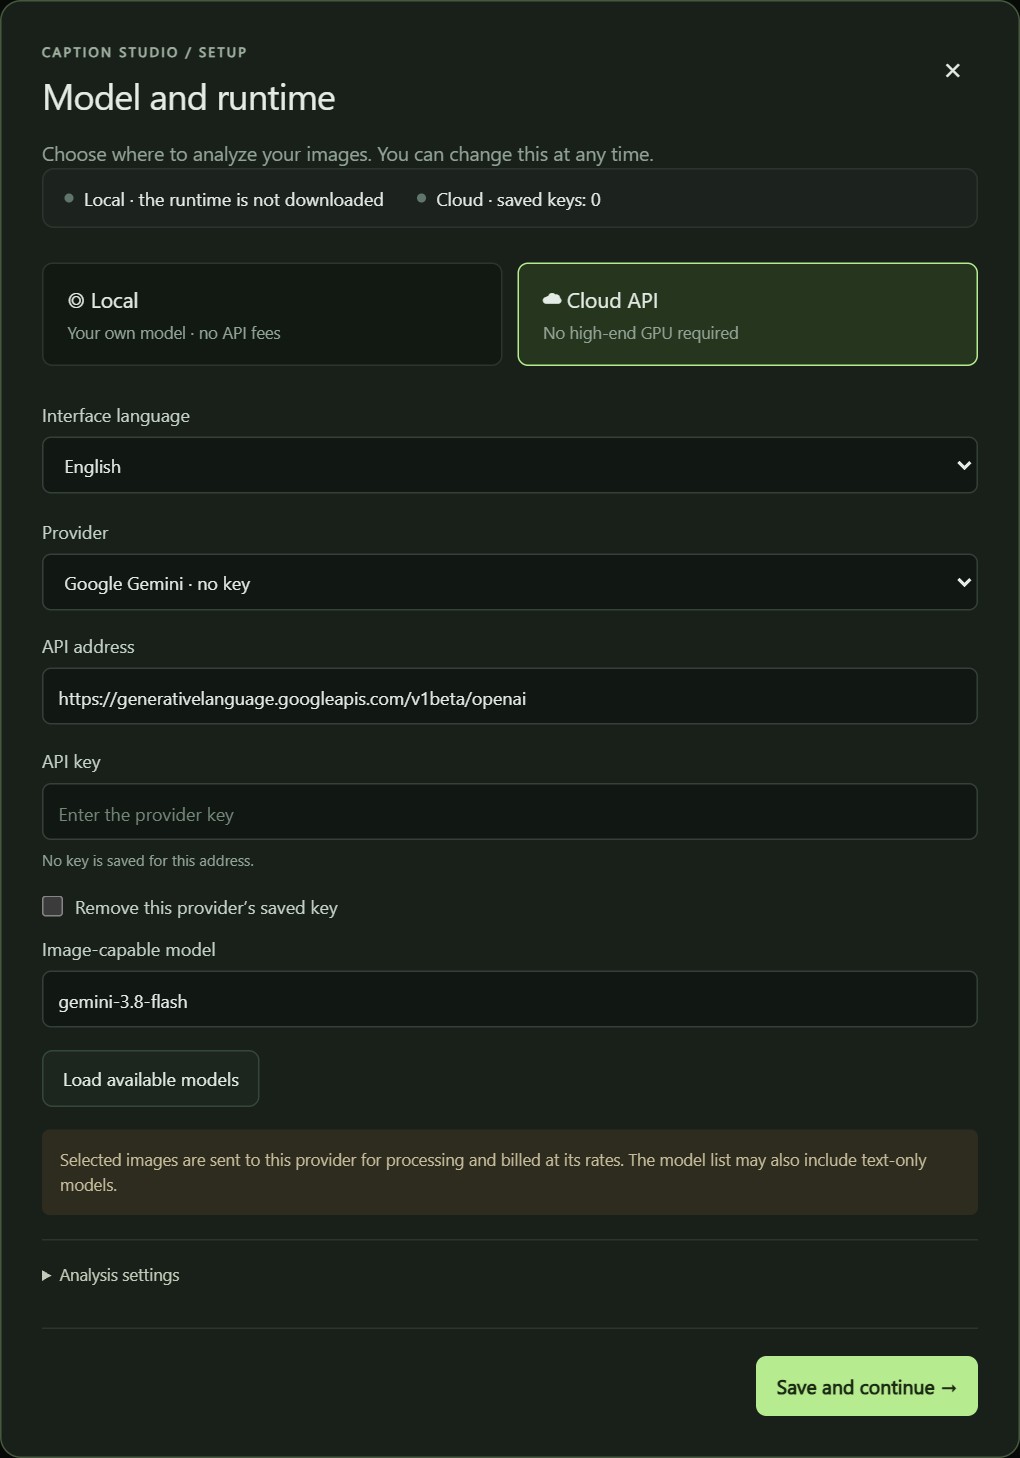 CAPTION STUDIO / SETUP
Model and runtime
Choose where to analyze your images. You can change this at any time.
Local · the runtime is not downloaded
Cloud · saved keys: 0
Local
Your own model · no API fees
Cloud API
No high-end GPU required
Interface language
English
Provider
Google Gemini · no key
API address
https://generativelanguage.googleapis.com/v1beta/openai
API key
Enter the provider key
No key is saved for this address.
Remove this provider’s saved key
Image-capable model
gemini-3.8-flash
Load available models
Selected images are sent to this provider for processing and billed at its rates. The model list may also include text-only
models.
Analysis settings
Save and continue →